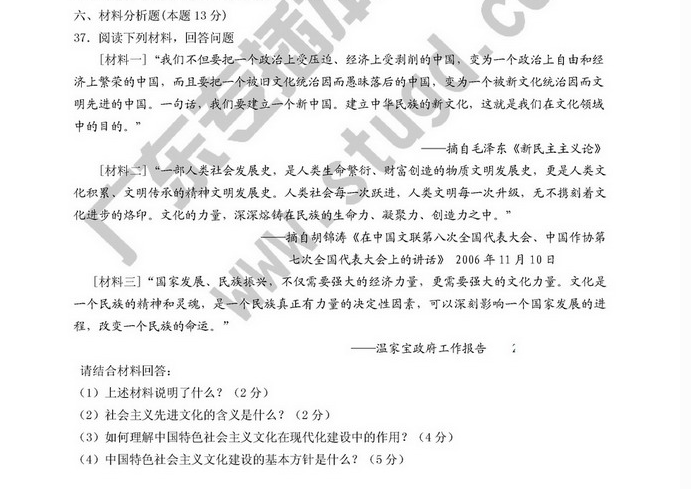 六、材料分析题(本题13分)
37．阅读下列材料，回答问题
[材料一]“我们不但要把一个政治上受压迫、经济上受剥削的中国，变为一个政治上自由和经
济上繁荣的中国，而且要把一个被旧文化统治因而愚昧落后的中国，变为一个被新文化统治因而文
明先进的中国。一句话，我们要建立一个新中国。建立中华民族的新文化，这就是我们在文化领域
中的目的。”
——摘自毛泽东《新民主主义论》
[材料二]“一部人类社会发展史，是人类生命繁衍、财富创造的物质文明发展史，更是人类文
化积累、文明传承的精神文明发展史。人类社会每一次跃进，人类文明每一次升级，无不携刻着文
化进步的烙印。文化的力量，深深熔铸在民族的生命力、凝聚力、创造力之中。”
——摘自胡锦涛《在中国文联第八次全国代表大会、中国作协第
七次全国代表大会上的讲话》 2006年11月10日
[材料三]“国家发展、民族振兴，不仅需要强大的经济力量，更需要强大的文化力量。文化是
一个民族的精神和灵魂，是一个民族真正有力量的决定性因素，可以深刻影响一个国家发展的进
程，改变一个民族的命运。”
——温家宝政府工作报告
请结合材料回答：
（1）上述材料说明了什么？（2分）
（2）社会主义先进文化的含义是什么？（2分）
（3）如何理解中国特色社会主义文化在现代化建设中的作用？（4分）
（4）中国特色社会主义文化建设的基本方针是什么？（5分）
广东专插本
www.stugd.com